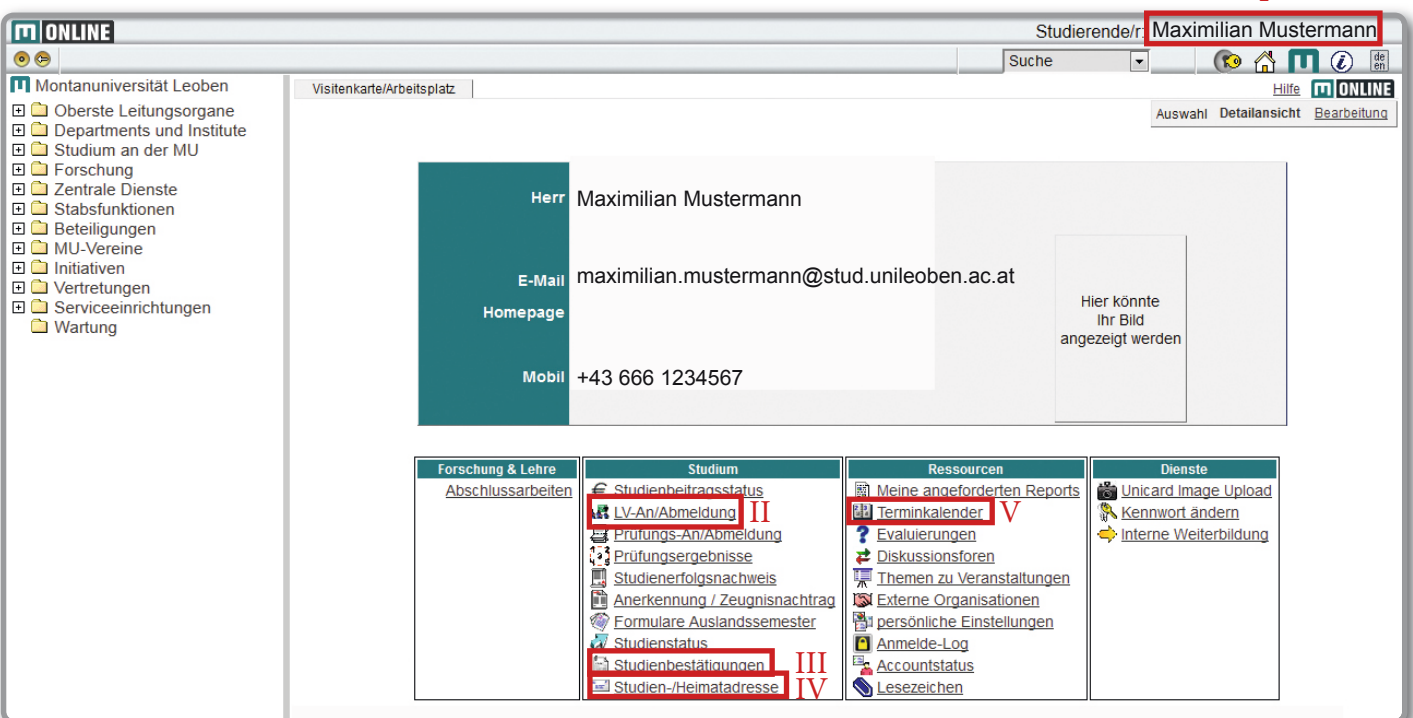 m ONLINE
Studierende/r: Maximilian Mustermann
Suche
de
en
Montanuniversität Leoben
Oberste Leitungsorgane
Departments und Institute
Studium an der MU
Forschung
Zentrale Dienste
Stabsfunktionen
Beteiligungen
MU-Vereine
Initiativen
Vertretungen
Serviceeinrichtungen
Wartung
Visitenkarte/Arbeitsplatz
Hilfe m ONLINE
Auswahl Detailansicht Bearbeitung
Herr Maximilian Mustermann
E-Mail maximilian.mustermann@stud.unileoben.ac.at
Homepage
Mobil +43 666 1234567
Hier könnte
Ihr Bild
angezeigt werden
Forschung & Lehre
Abschlussarbeiten
Studium
Studienbeitragsstatus
LV-An/Abmeldung II
Prüfungs-An/Abmeldung
Prüfungsergebnisse
Studienerfolgsnachweis
Anerkennung / Zeugnisnachtrag
Formulare Auslandssemester
Studienstatus
Studienbestätigungen III
Studien-/Heimatadresse IV
Ressourcen
Meine angeforderten Reports
Terminkalender V
Evaluierungen
Diskussionsforen
Themen zu Veranstaltungen
Externe Organisationen
persönliche Einstellungen
Anmelde-Log
Accountstatus
Lesezeichen
Dienste
Unicard Image Upload
Kennwort ändern
Interne Weiterbildung